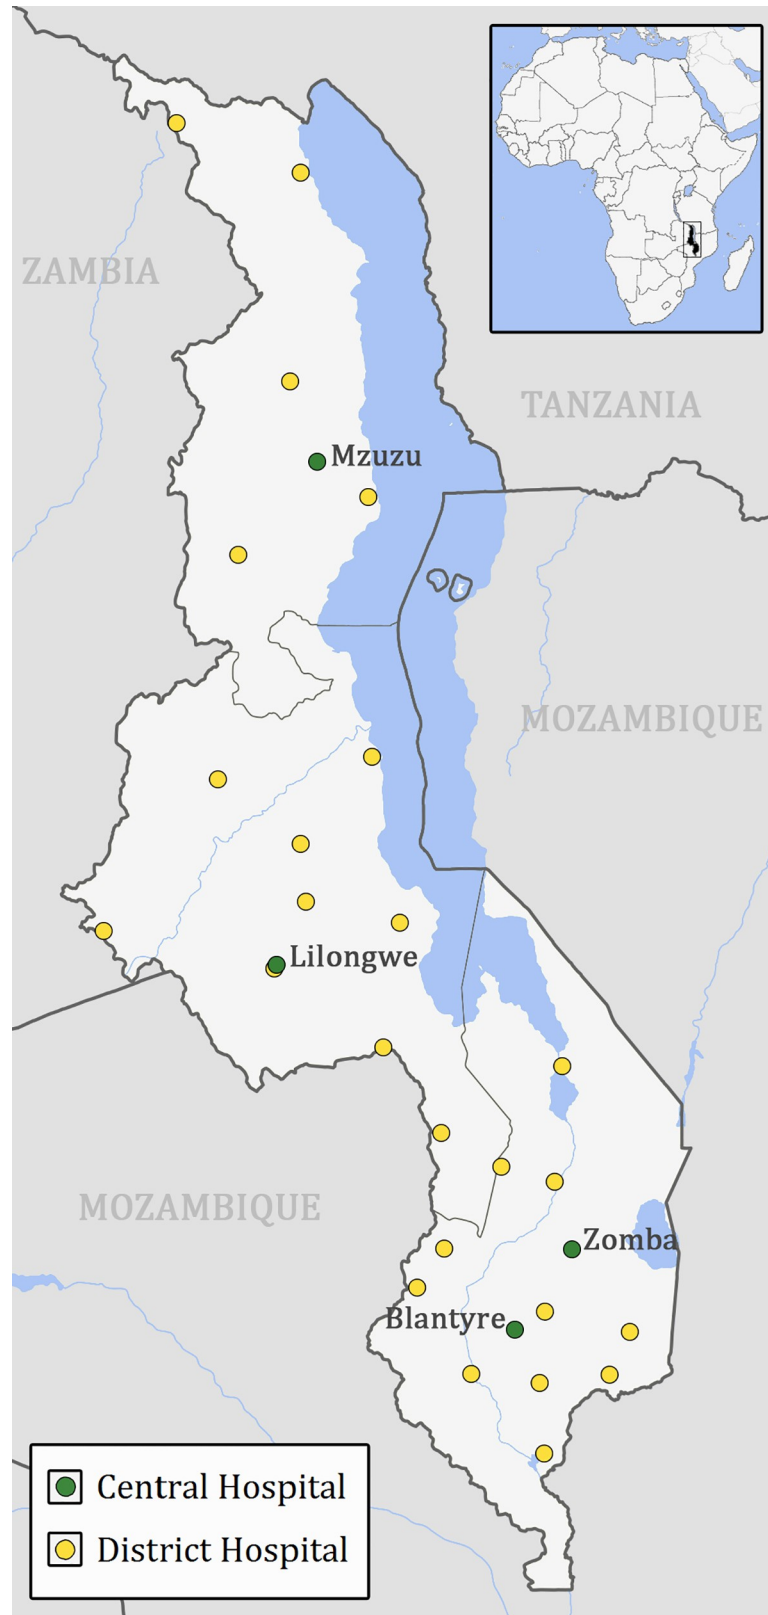 ZAMBIA
TANZANIA
Mzuzu
MOZAMBIQUE
Lilongwe
MOZAMBIQUE
Zomba
Blantyre
Central Hospital
District Hospital